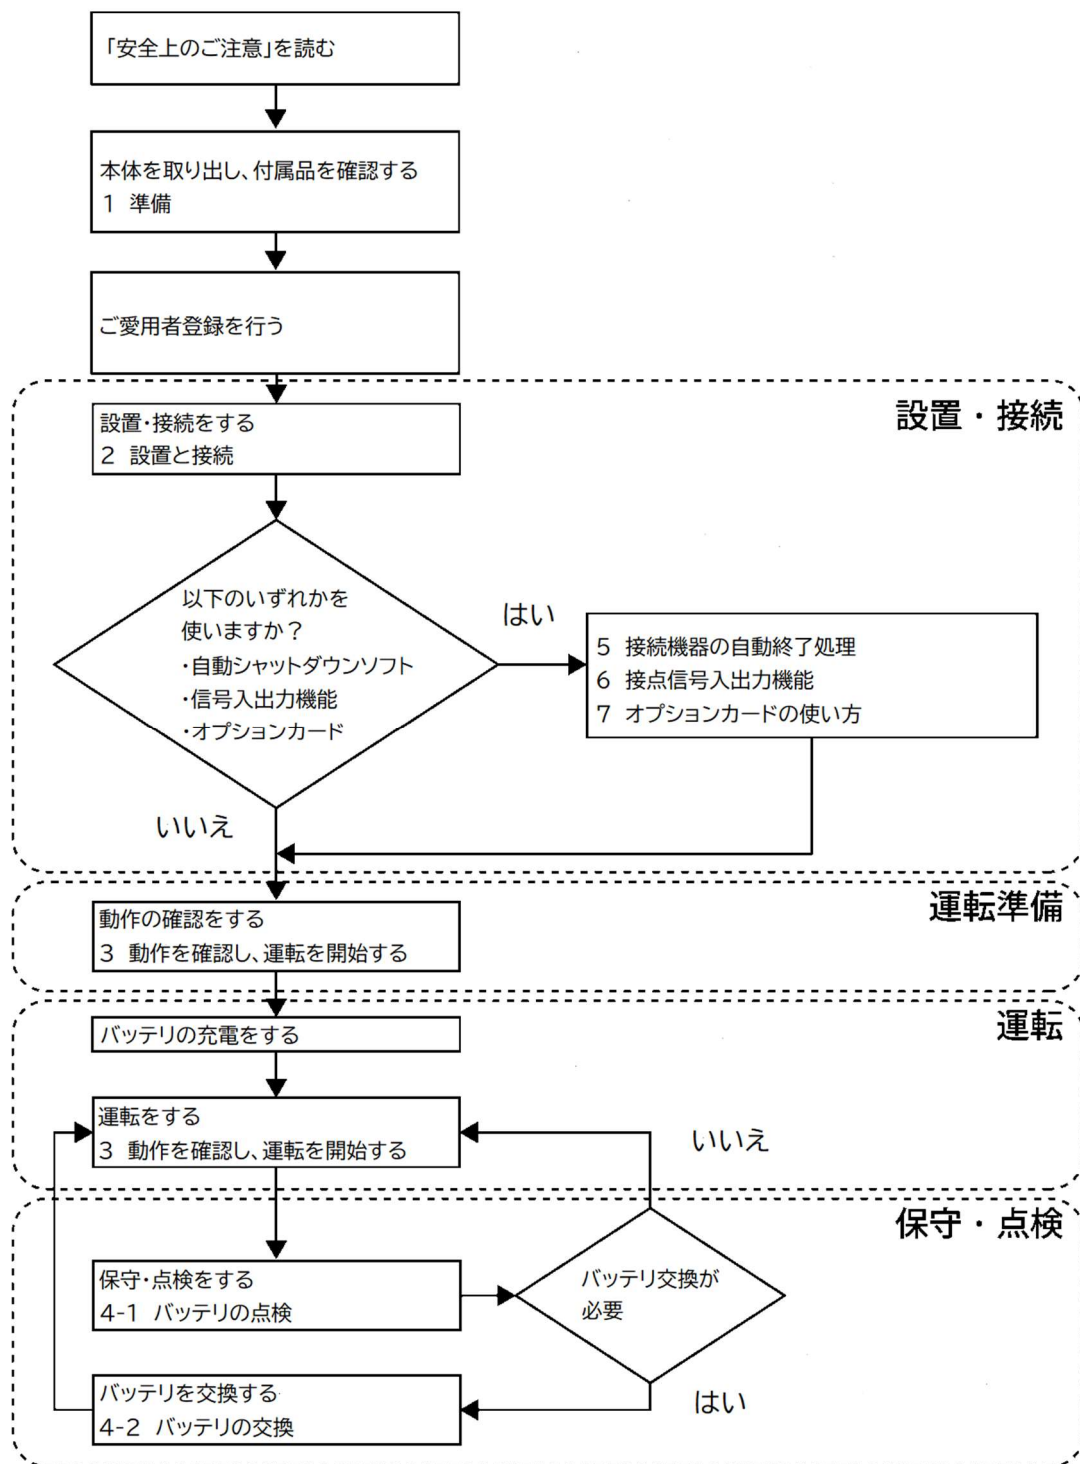 「安全上のご注意」を読む
本体を取り出し、付属品を確認する
1 準備
ご愛用者登録を行う
設置・接続
設置・接続をする
2 設置と接続
以下のいずれかを
使いますか？
・自動シャットダウンソフト
・信号入出力機能
・オプションカード
はい
5 接続機器の自動終了処理
6 接点信号入出力機能
7 オプションカードの使い方
いいえ
運転準備
動作の確認をする
3 動作を確認し、運転を開始する
運転
バッテリの充電をする
運転をする
3 動作を確認し、運転を開始する
いいえ
保守・点検
保守・点検をする
4-1 バッテリの点検
バッテリ交換が
必要
はい
バッテリを交換する
4-2 バッテリの交換